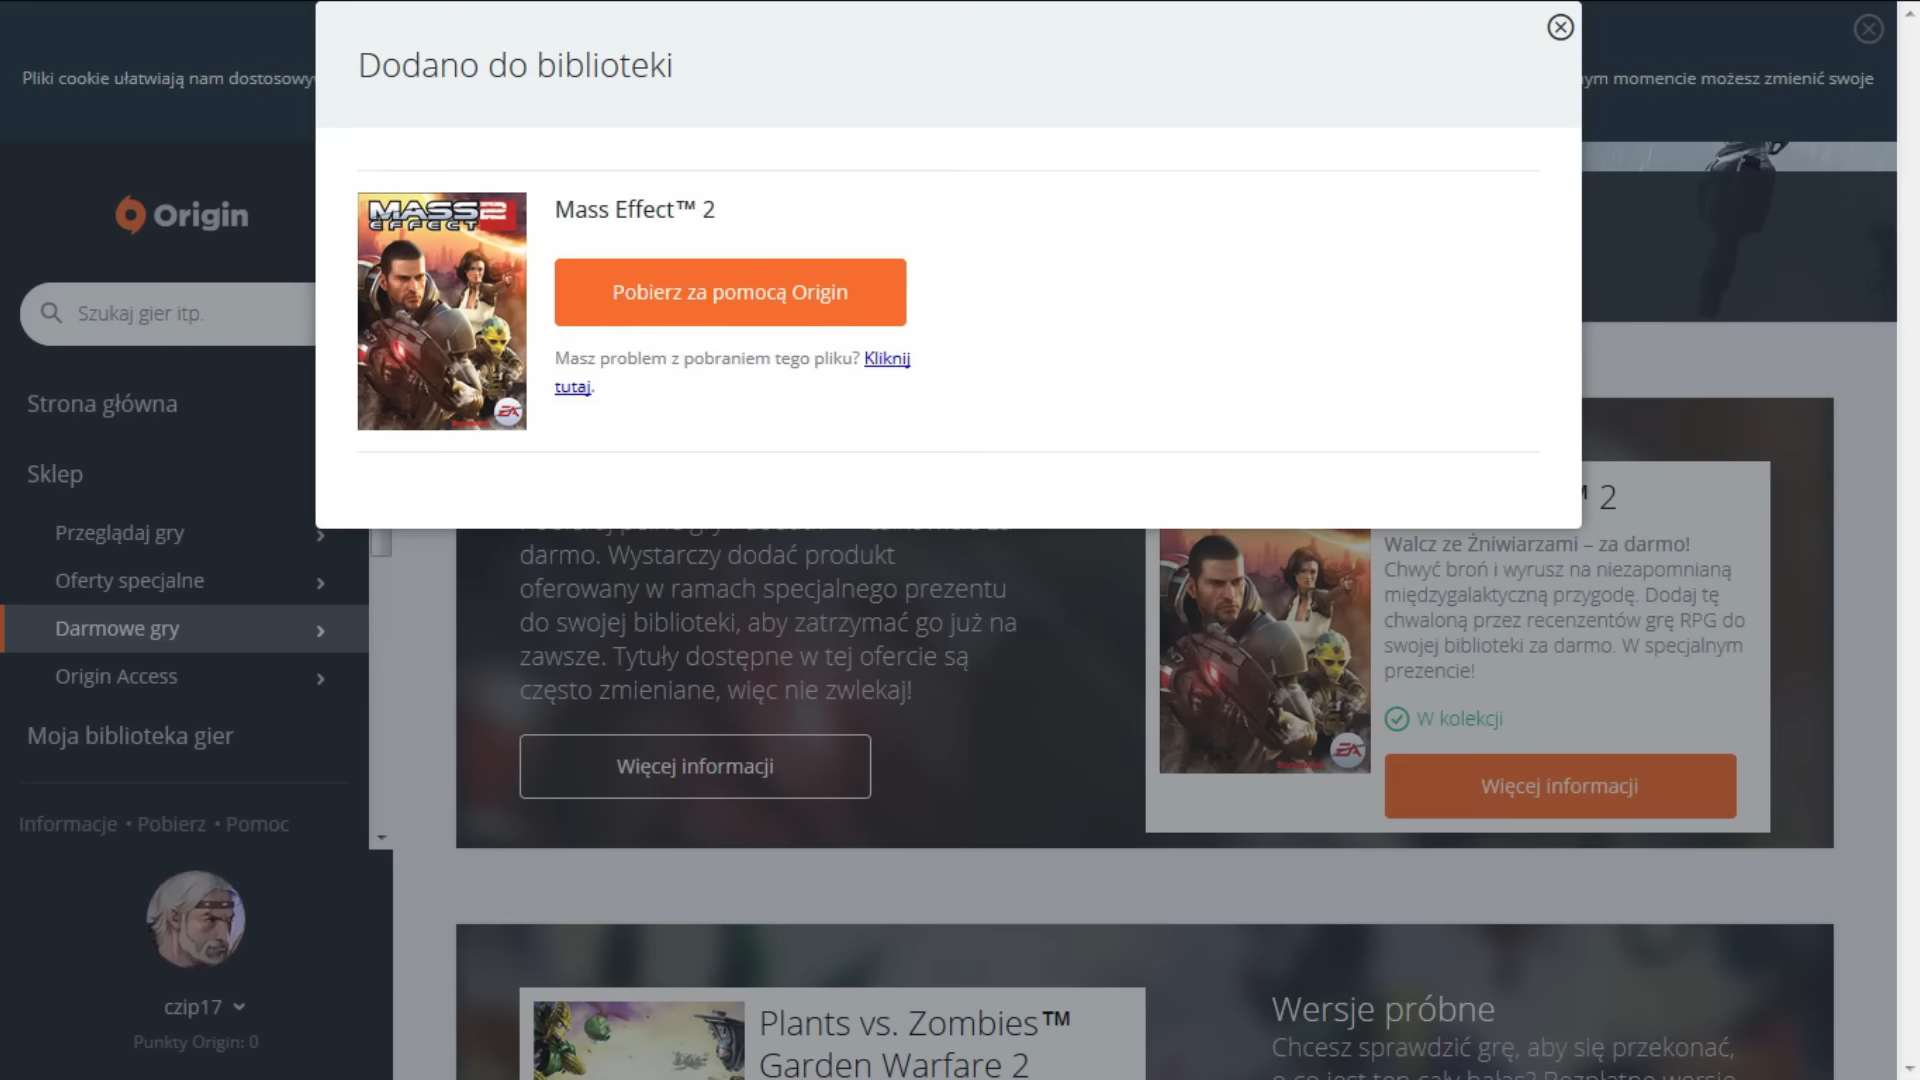 Dodano do biblioteki
Pliki cookie ułatwiają nam
momencie możesz zmienić swoje
Origin
Szukaj gier itp.
Strona główna
Sklep
Przeglądaj gry
Oferty specjalne
Darmowe gry
Origin Access
Moja biblioteka gier
Informacje • Pobierz • Pomoc
czip17
Punkty Origin: 0
MASS 2
EFFECT
EA
Mass Effect™ 2
Pobierz za pomocą Origin
Masz problem z pobraniem tego pliku? Kliknij
tutaj.
darmo. Wystarczy dodać produkt
oferowany w ramach specjalnego prezentu
do swojej biblioteki, aby zatrzymać go już na
zawsze. Tytuły dostępne w tej ofercie są
często zmieniane, więc nie zwlekaj!
Więcej informacji
2
Walcz ze Żniwiarzami – za darmo!
Chwyć broń i wyrusz na niezapomnianą
międzygalaktyczną przygodę. Dodaj tę
chwaloną przez recenzentów grę RPG do
swojej biblioteki za darmo. W specjalnym
prezencie!
W kolekcji
Więcej informacji
EA
Plants vs. Zombies™
Garden Warfare 2
Wersje próbne
Chcesz sprawdzić grę, aby się przekonać,